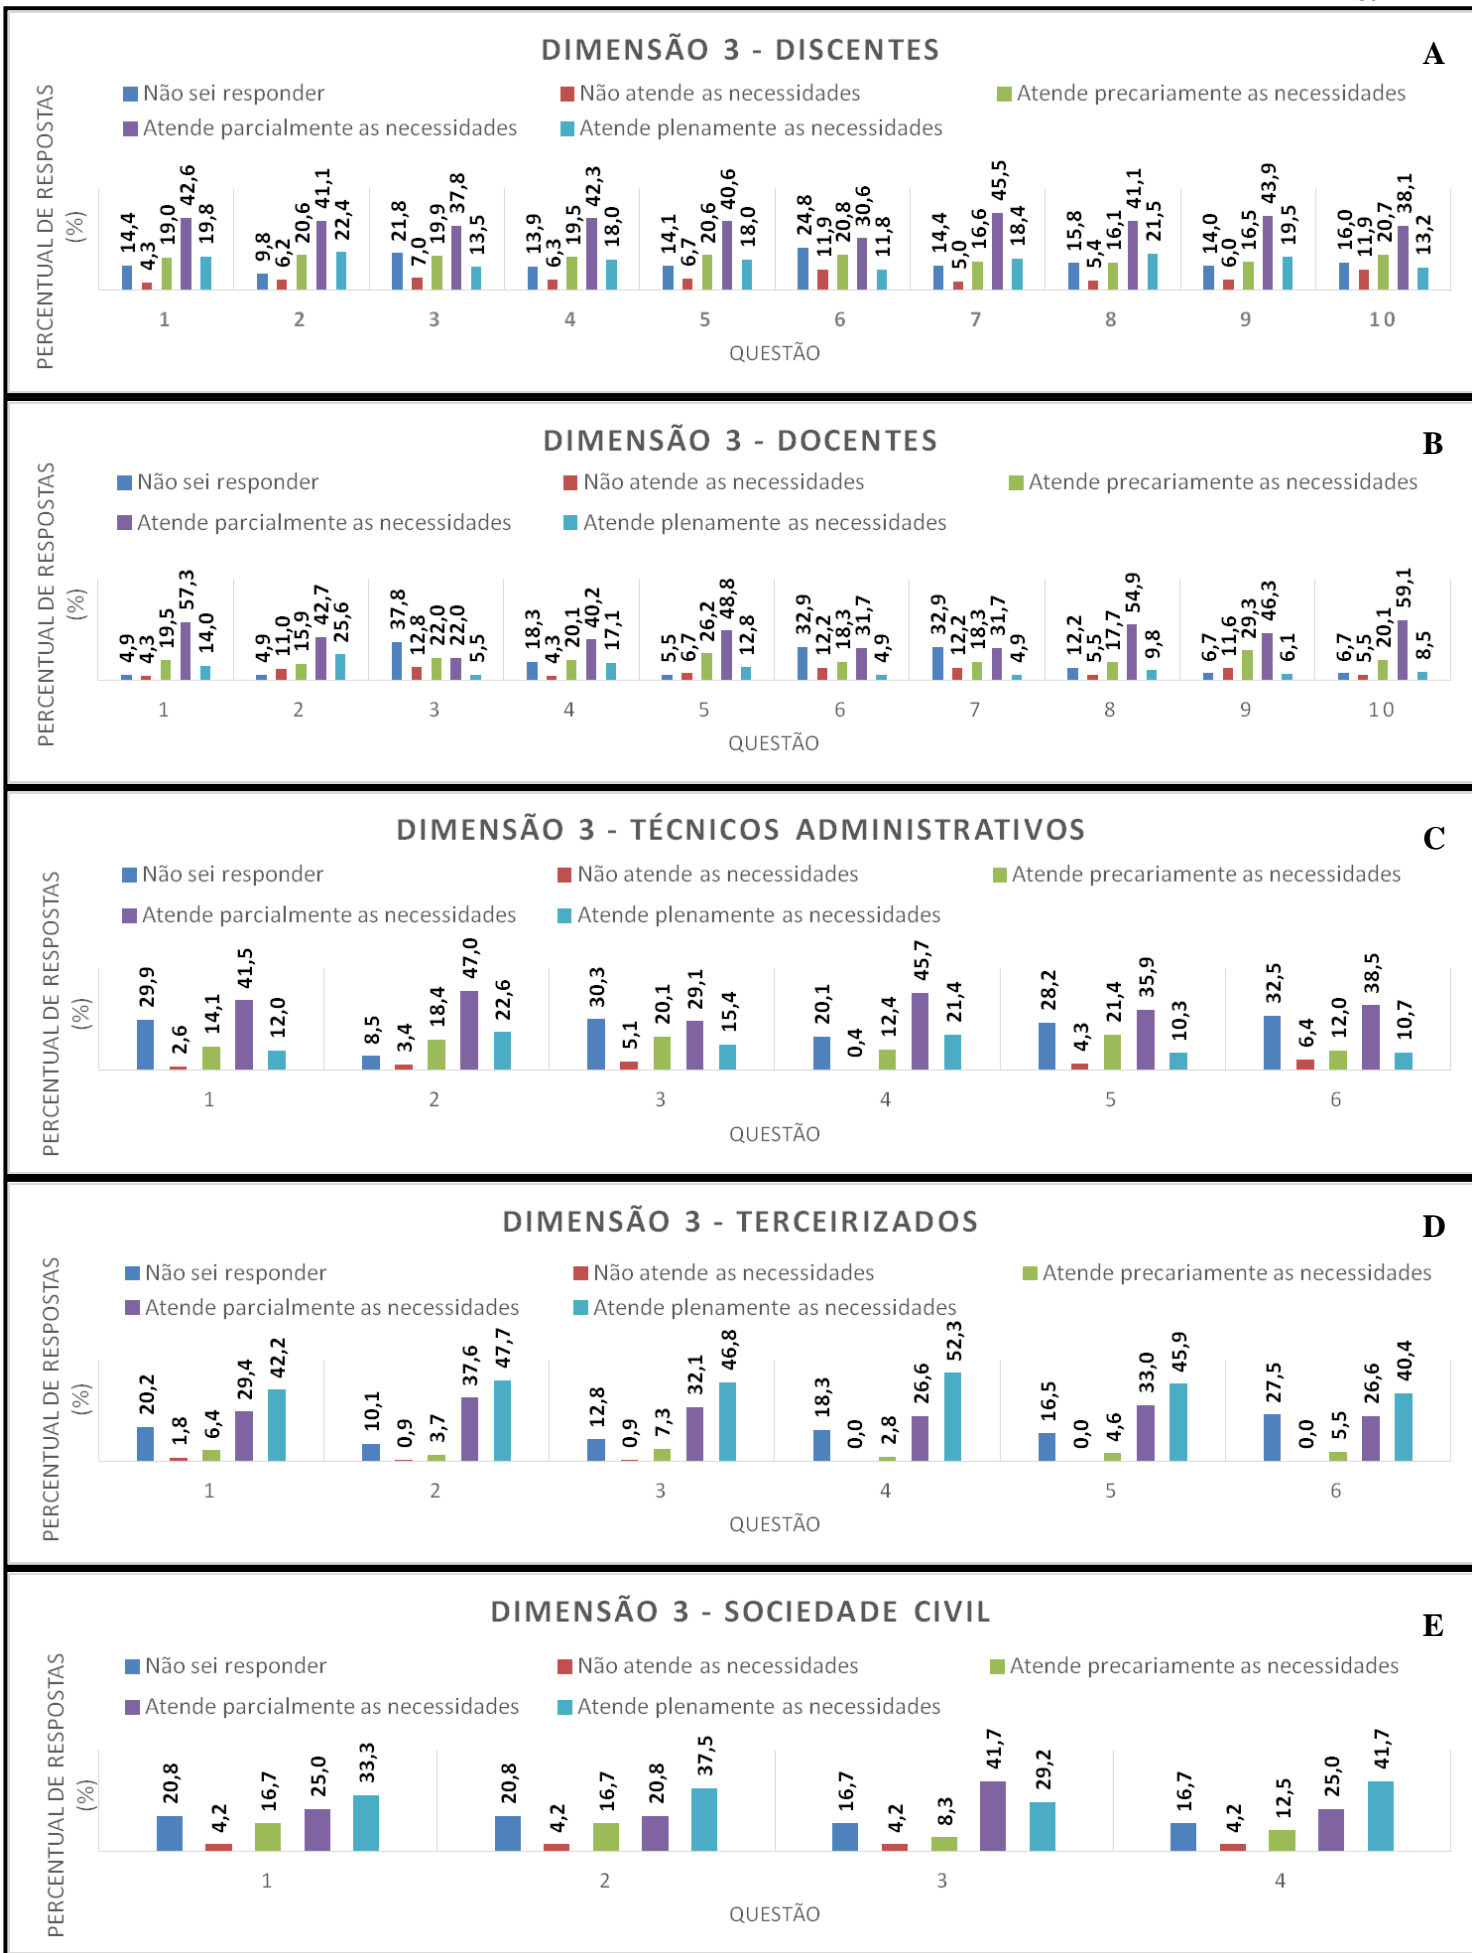 DIMENSÃO 3 - DISCENTES
A
Não sei responder
Não atende as necessidades
Atende precariamente as necessidades
Atende parcialmente as necessidades
Atende plenamente as necessidades
PERCENTUAL DE RESPOSTAS
(%)
14,4 4,3 19,0 42,6 19,8
9,8 6,2 20,6 41,1 22,4
21,8 7,0 19,9 37,8 13,5
13,9 6,3 19,5 42,3 18,0
14,1 6,7 20,6 40,6 18,0
24,8 11,9 20,8 30,6 11,8
14,4 5,0 16,6 45,5 18,4
15,8 5,4 16,1 41,1 21,5
14,0 6,0 16,5 43,9 19,5
16,0 11,9 20,7 38,1 13,2
1 2 3 4 5 6 7 8 9 10
QUESTÃO
DIMENSÃO 3 - DOCENTES
B
Não sei responder
Não atende as necessidades
Atende precariamente as necessidades
Atende parcialmente as necessidades
Atende plenamente as necessidades
PERCENTUAL DE RESPOSTAS
(%)
4,9 4,3 19,5 57,3 14,0
4,9 11,0 15,9 42,7 25,6
37,8 12,8 22,0 22,0 5,5
18,3 4,3 20,1 40,2 17,1
5,5 6,7 26,2 48,8 12,8
32,9 12,2 18,3 31,7 4,9
32,9 12,2 18,3 31,7 4,9
12,2 5,5 17,7 54,9 9,8
6,7 11,6 29,3 46,3 6,1
6,7 5,5 20,1 59,1 8,5
1 2 3 4 5 6 7 8 9 10
QUESTÃO
DIMENSÃO 3 - TÉCNICOS ADMINISTRATIVOS
C
Não sei responder
Não atende as necessidades
Atende precariamente as necessidades
Atende parcialmente as necessidades
Atende plenamente as necessidades
PERCENTUAL DE RESPOSTAS
(%)
29,9 2,6 14,1 41,5 12,0
8,5 3,4 18,4 47,0 22,6
30,3 5,1 20,1 29,1 15,4
20,1 0,4 12,4 45,7 21,4
28,2 4,3 21,4 35,9 10,3
32,5 6,4 12,0 38,5 10,7
1 2 3 4 5 6
QUESTÃO
DIMENSÃO 3 - TERCEIRIZADOS
D
Não sei responder
Não atende as necessidades
Atende precariamente as necessidades
Atende parcialmente as necessidades
Atende plenamente as necessidades
PERCENTUAL DE RESPOSTAS
(%)
20,2 1,8 6,4 29,4 42,2
10,1 0,9 3,7 37,6 47,7
12,8 0,9 7,3 32,1 46,8
18,3 0,0 2,8 26,6 52,3
16,5 0,0 4,6 33,0 45,9
27,5 0,0 5,5 26,6 40,4
1 2 3 4 5 6
QUESTÃO
DIMENSÃO 3 - SOCIEDADE CIVIL
E
Não sei responder
Não atende as necessidades
Atende precariamente as necessidades
Atende parcialmente as necessidades
Atende plenamente as necessidades
PERCENTUAL DE RESPOSTAS
(%)
20,8 4,2 16,7 25,0 33,3
20,8 4,2 16,7 20,8 37,5
16,7 4,2 8,3 41,7 29,2
16,7 4,2 12,5 25,0 41,7
1 2 3 4
QUESTÃO